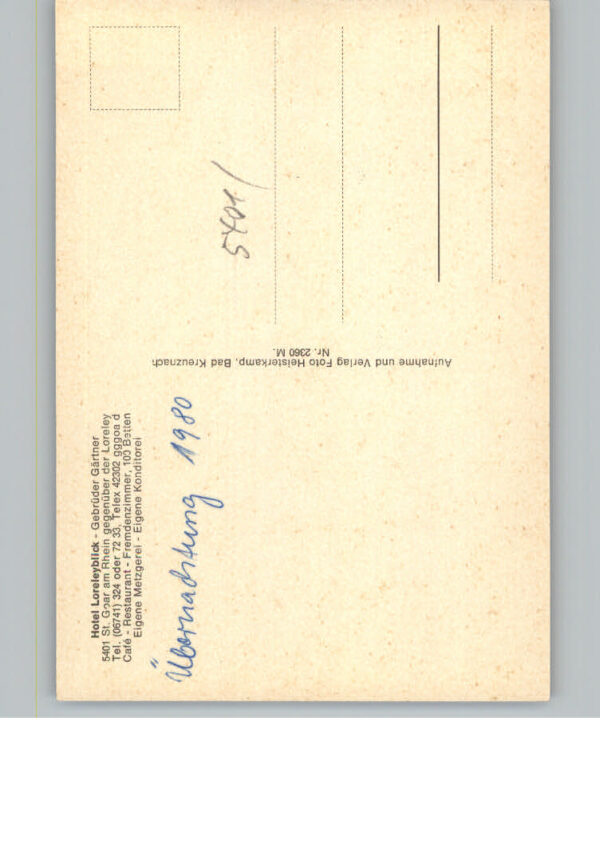 Hotel Loreleyblick - Gebrüder Gärtner
5401 St. Goar am Rhein gegenüber der Loreley
Tel. (06741) 324 oder 72 33, Telex 42302 gggoa d
Café - Restaurant - Fremdenzimmer, 100 Betten
Eigene Metzgerei - Eigene Konditorei
Übernachtung 1980
Aufnahme und Verlag Foto Heisterkamp, Bad Kreuznach
Nr. 2360 M.
5401/